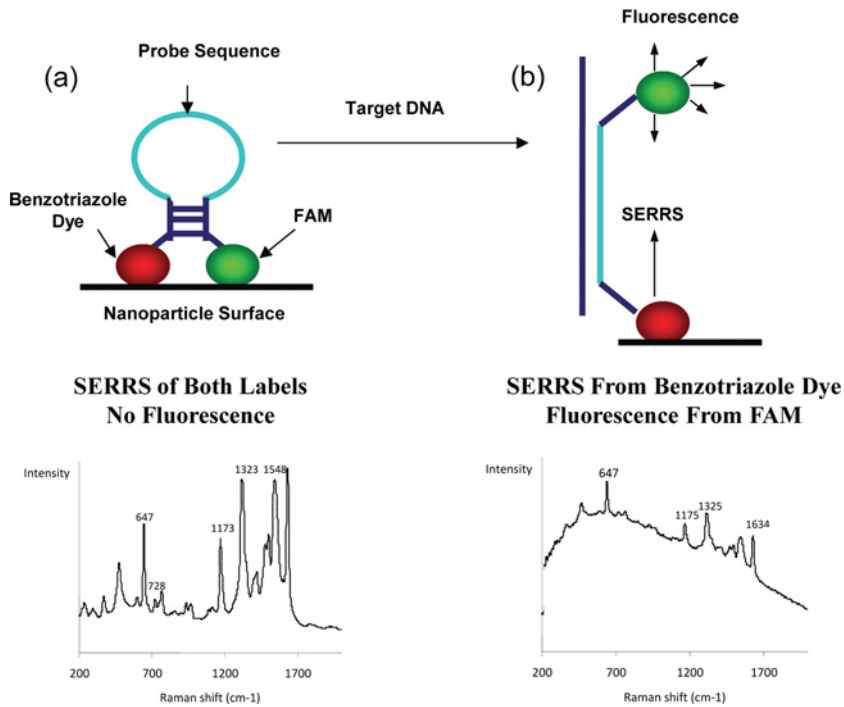 (a)
Probe Sequence
Benzotriazole
Dye
FAM
Nanoparticle Surface
Target DNA
(b)
Fluorescence
SERRS
SERRS of Both Labels
No Fluorescence
SERRS From Benzotriazole Dye
Fluorescence From FAM
Intensity
647
728
1173
1323
1548
200
700
1200
1700
Raman shift (cm-1)
Intensity
647
1175
1325
1634
200
700
1200
1700
Raman shift (cm-1)